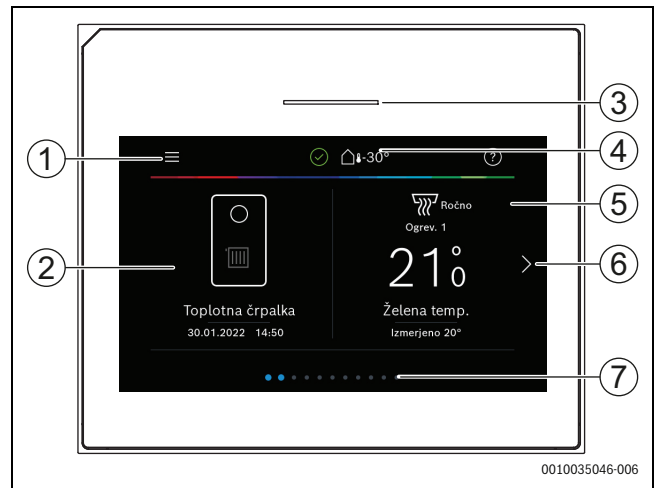 3
-30°
?
4
1
Ročno
Ogrev. 1
5
21°0
6
2
Toplotna črpalka
30.01.2022 14:50
Želena temp.
Izmerjeno 20°
7
0010035046-006